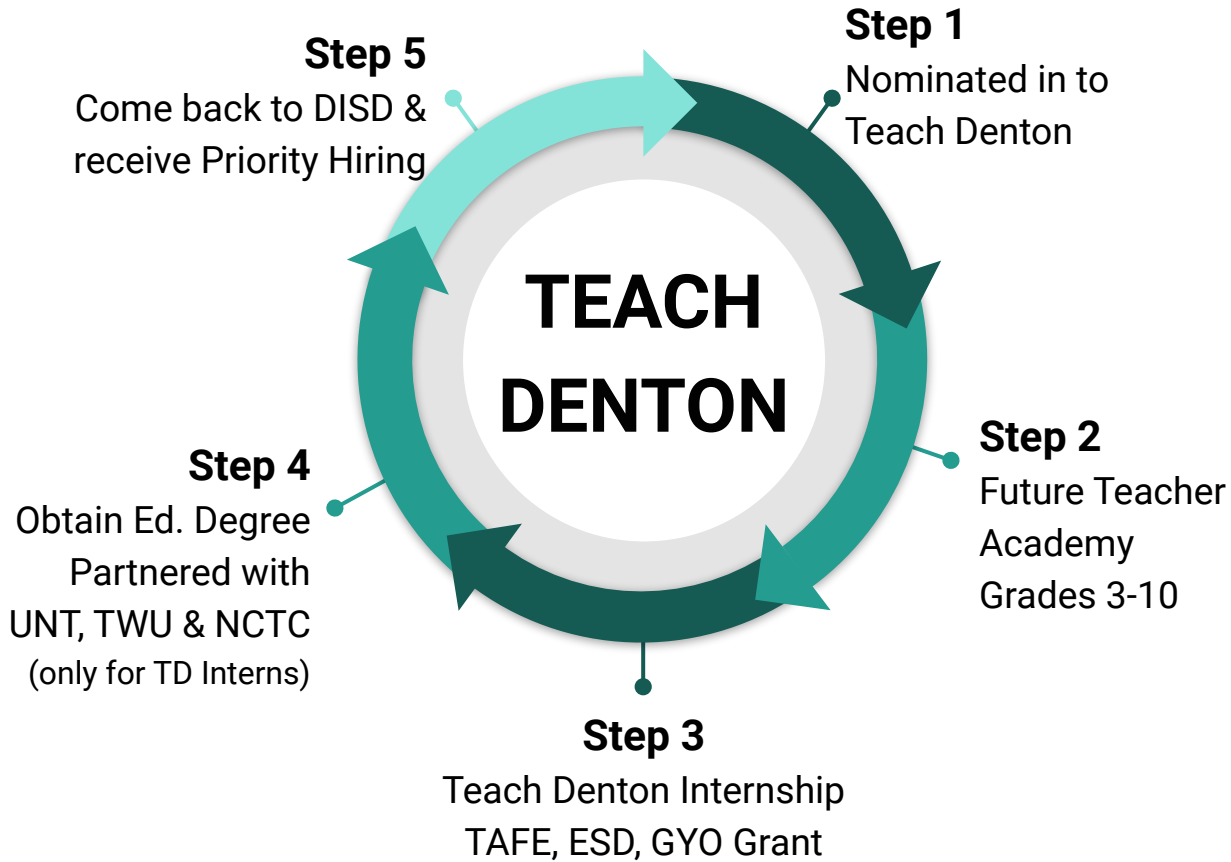 TEACH
DENTON
Step 1
Nominated in to
Teach Denton
Step 2
Future Teacher
Academy
Grades 3-10
Step 3
Teach Denton Internship
TAFE, ESD, GYO Grant
Step 4
Obtain Ed. Degree
Partnered with
UNT, TWU & NCTC
(only for TD Interns)
Step 5
Come back to DISD &
receive Priority Hiring